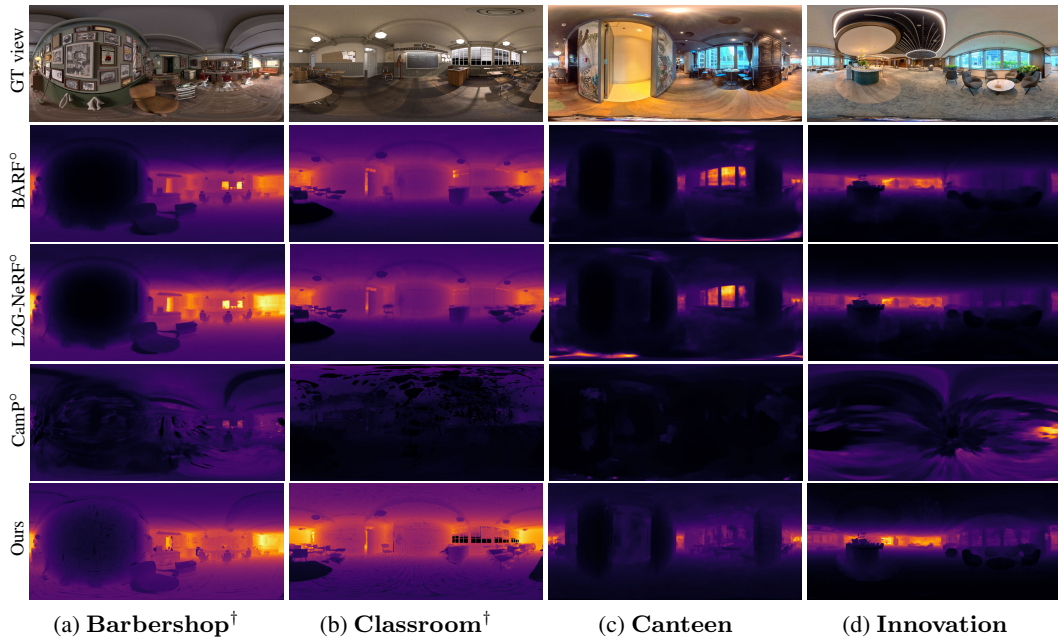 GT view
BARF°
L2G-NeRF°
CamP°
Ours
(a) Barbershop† (b) Classroom† (c) Canteen (d) Innovation